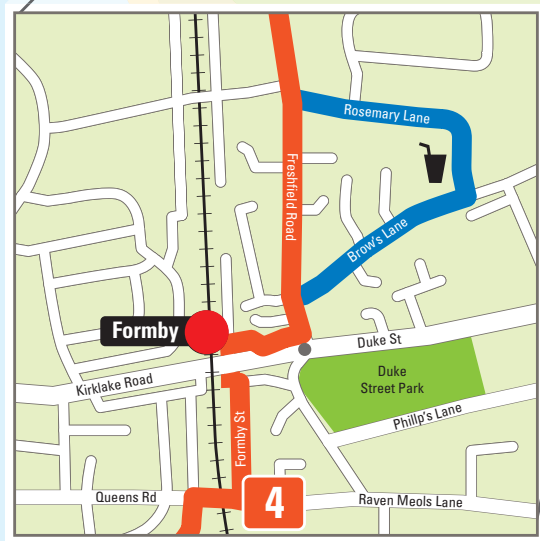 Rosemary Lane
Freshfield Road
Brow's Lane
Formby
Duke St
Duke
Street Park
Kirklake Road
Phillp's Lane
Formby St
Queens Rd
4
Raven Meols Lane